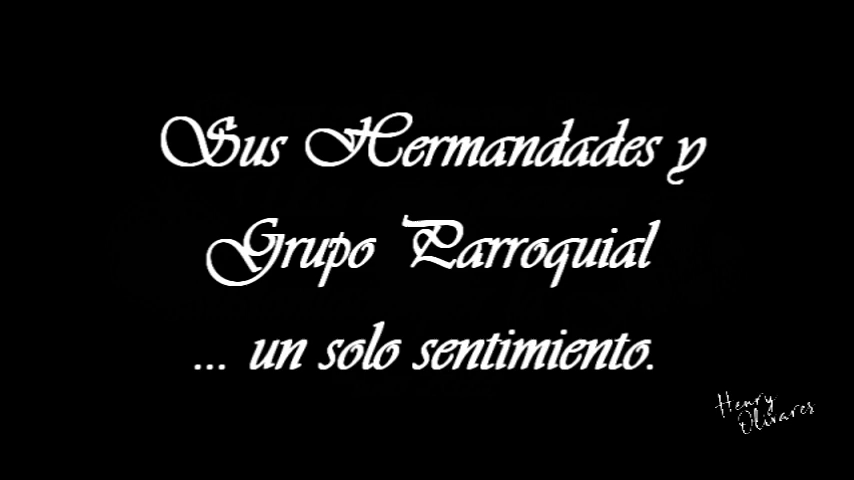 Sus Hermandades y
Grupo Parroquial
... un solo sentimiento.
Henry
Olivares